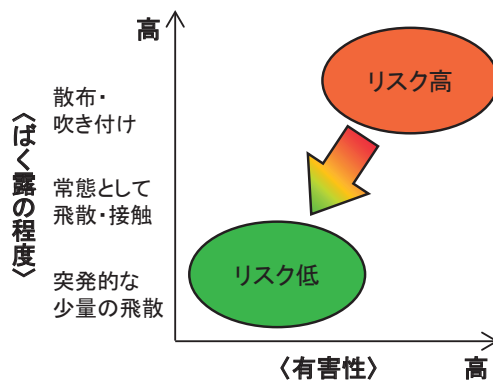 高
リスク高
散布・
吹き付け
〈ばく露の程度〉
常態として
飛散・接触
リスク低
突発的な
少量の飛散
〈有害性〉
高